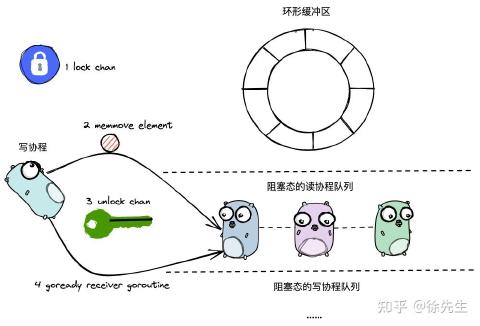 环形缓冲区
1 lock chan
2 memmove element
写协程
阻塞态的读协程队列
3 unlock chan
4 goready receiver goroutine
阻塞态的写协程队列
......
知乎 @徐先生